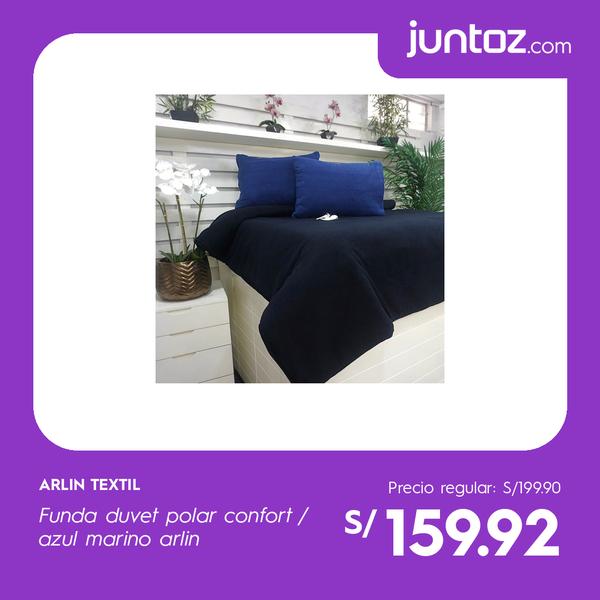 juntoz.com
ARLIN TEXTIL
Funda duvet polar confort /
azul marino arlin
Precio regular: S/199.90
S/159.92